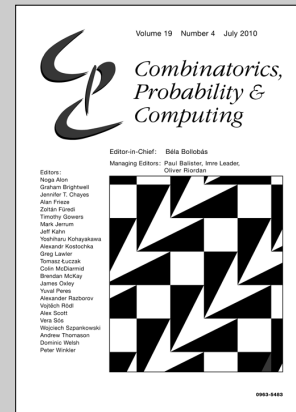 Volume 19 Number 4 July 2010
Combinatorics,
Probability &
Computing
Editor-in-Chief: Béla Bollobás
Managing Editors: Paul Balister, Imre Leader,
Oliver Riordan
Editors:
Noga Alon
Graham Brightwell
Jennifer T. Chayes
Alan Frieze
Zoltán Füredi
Timothy Gowers
Mark Jerrum
Jeff Kahn
Yoshiharu Kohayakawa
Alexandr Kostochka
Greg Lawler
Tomasz Łuczak
Colin McDiarmid
Brendan McKay
James Oxley
Yuval Peres
Alexander Razborov
Vojtěch Rödl
Alex Scott
Vera Sós
Wojciech Szpankowski
Andrew Thomason
Dominic Welsh
Peter Winkler
0963-5483